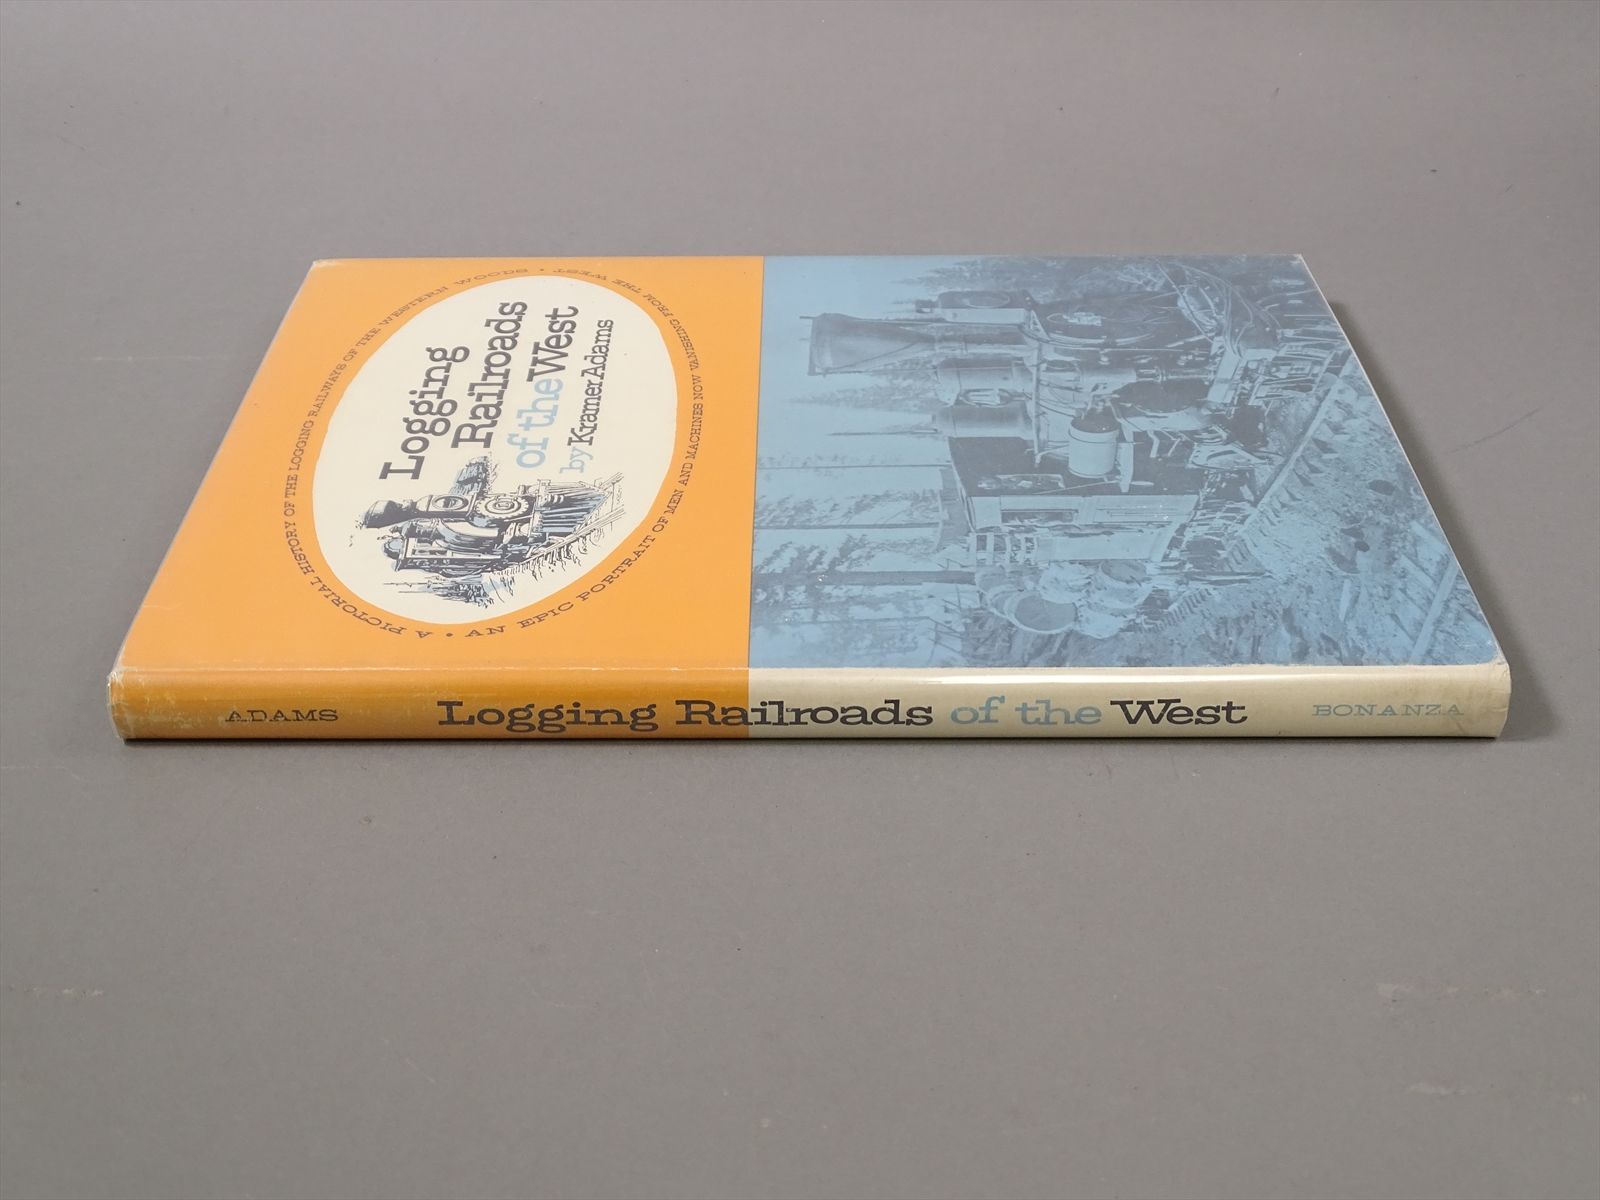 Logging
Railroads
of the West
by Kramer Adams
A PICTORIAL HISTORY OF THE LOGGING RAILWAYS OF THE WESTERN WOODS •
AN EPIC PORTRAIT OF MEN AND MACHINES NOW VANISHING FROM THE WEST •
ADAMS Logging Railroads of the West BONANZA